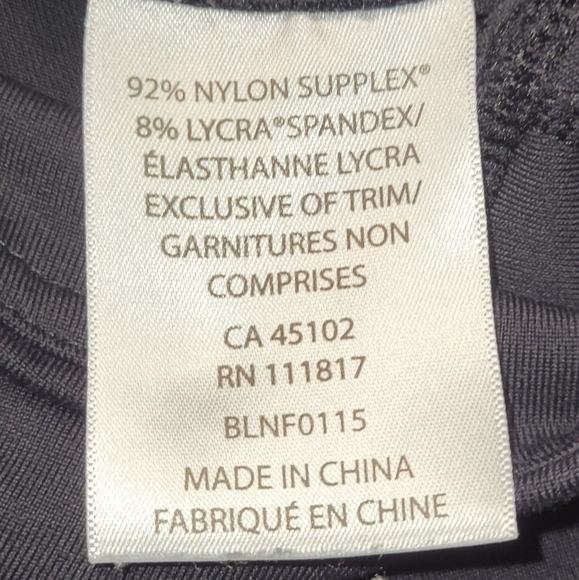 92% NYLON SUPPLEX®
8% LYCRA®SPANDEX/
ÉLASTHANNE LYCRA
EXCLUSIVE OF TRIM/
GARNITURES NON
COMPRISES
CA 45102
RN 111817
BLNF0115
MADE IN CHINA
FABRIQUÉ EN CHINE